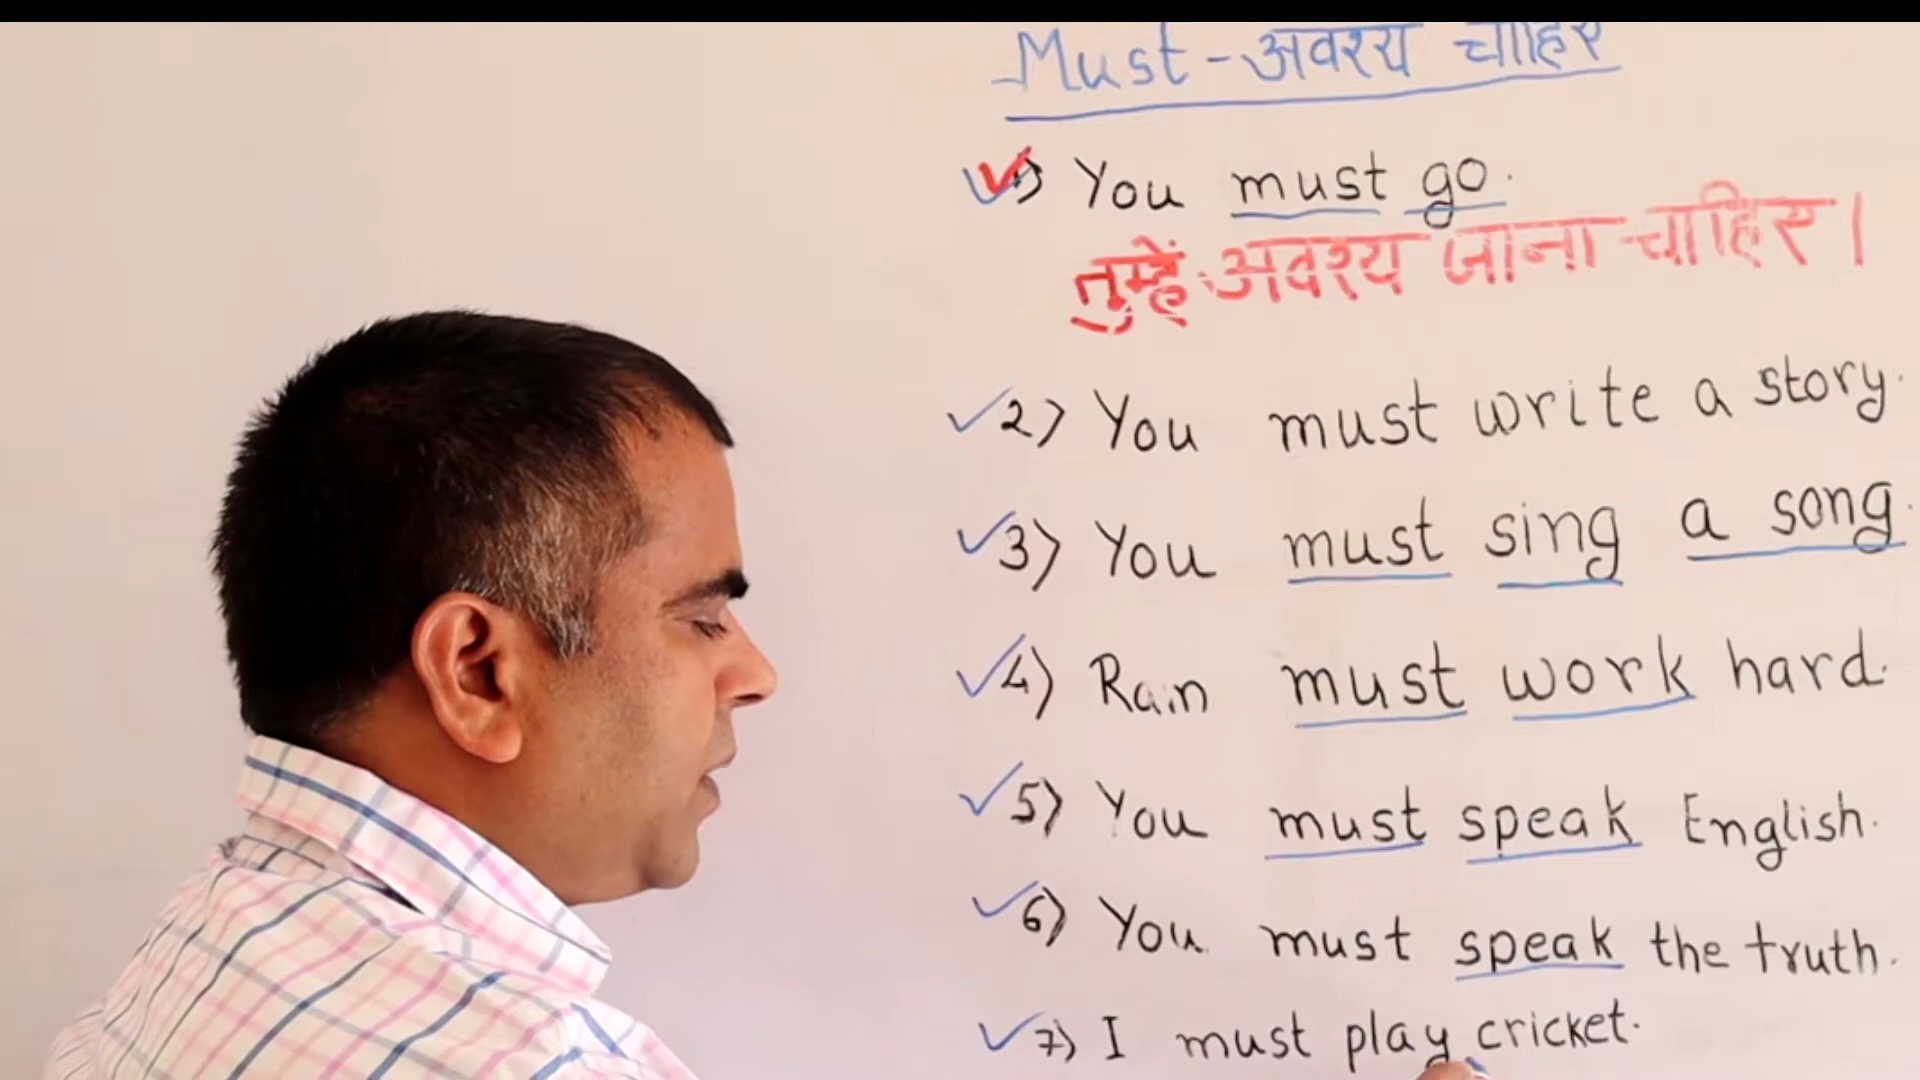 Must - अवश्य चाहिए
1) You must go.
तुम्हें अवश्य जाना चाहिए।
2) You must write a story.
3) You must sing a song.
4) Rain must work hard.
5) You must speak English.
6) You must speak the truth.
7) I must play cricket.